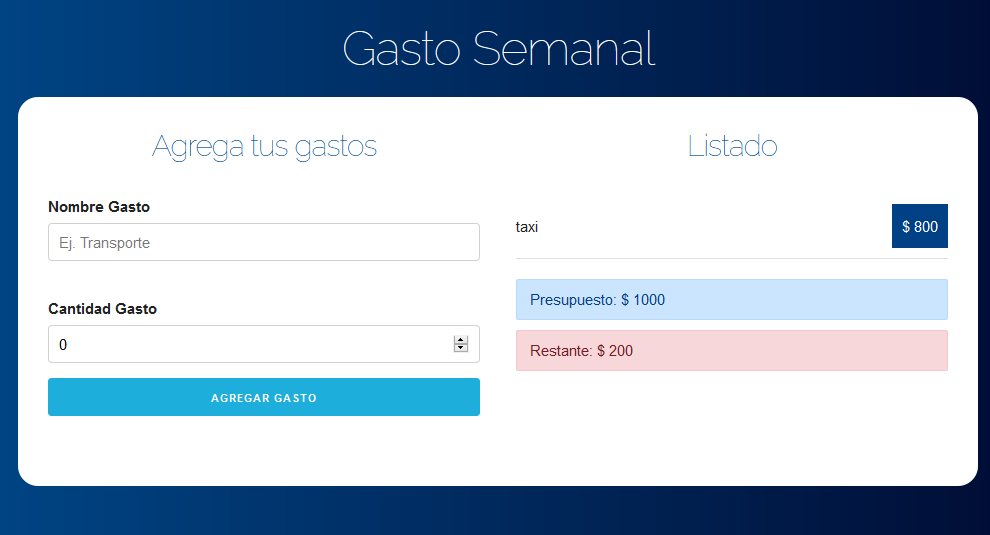 Gasto Semanal
Agrega tus gastos
Nombre Gasto
Ej. Transporte
Cantidad Gasto
0
AGREGAR GASTO
Listado
taxi $ 800
Presupuesto: $ 1000
Restante: $ 200